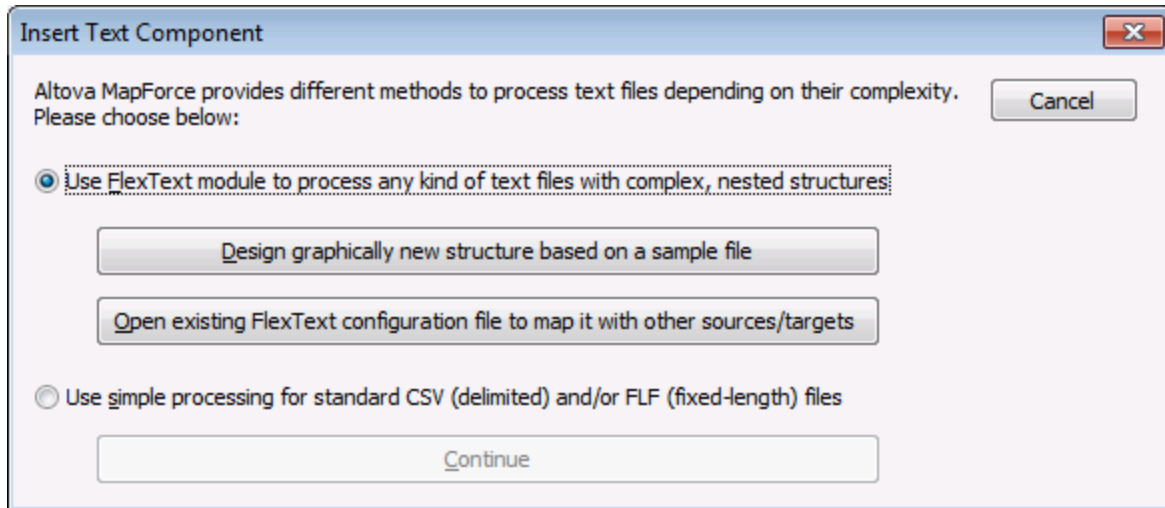 Insert Text Component
Altova MapForce provides different methods to process text files depending on their complexity.
Please choose below:
Cancel
Use FlexText module to process any kind of text files with complex, nested structures
Design graphically new structure based on a sample file
Open existing FlexText configuration file to map it with other sources/targets
Use simple processing for standard CSV (delimited) and/or FLF (fixed-length) files
Continue